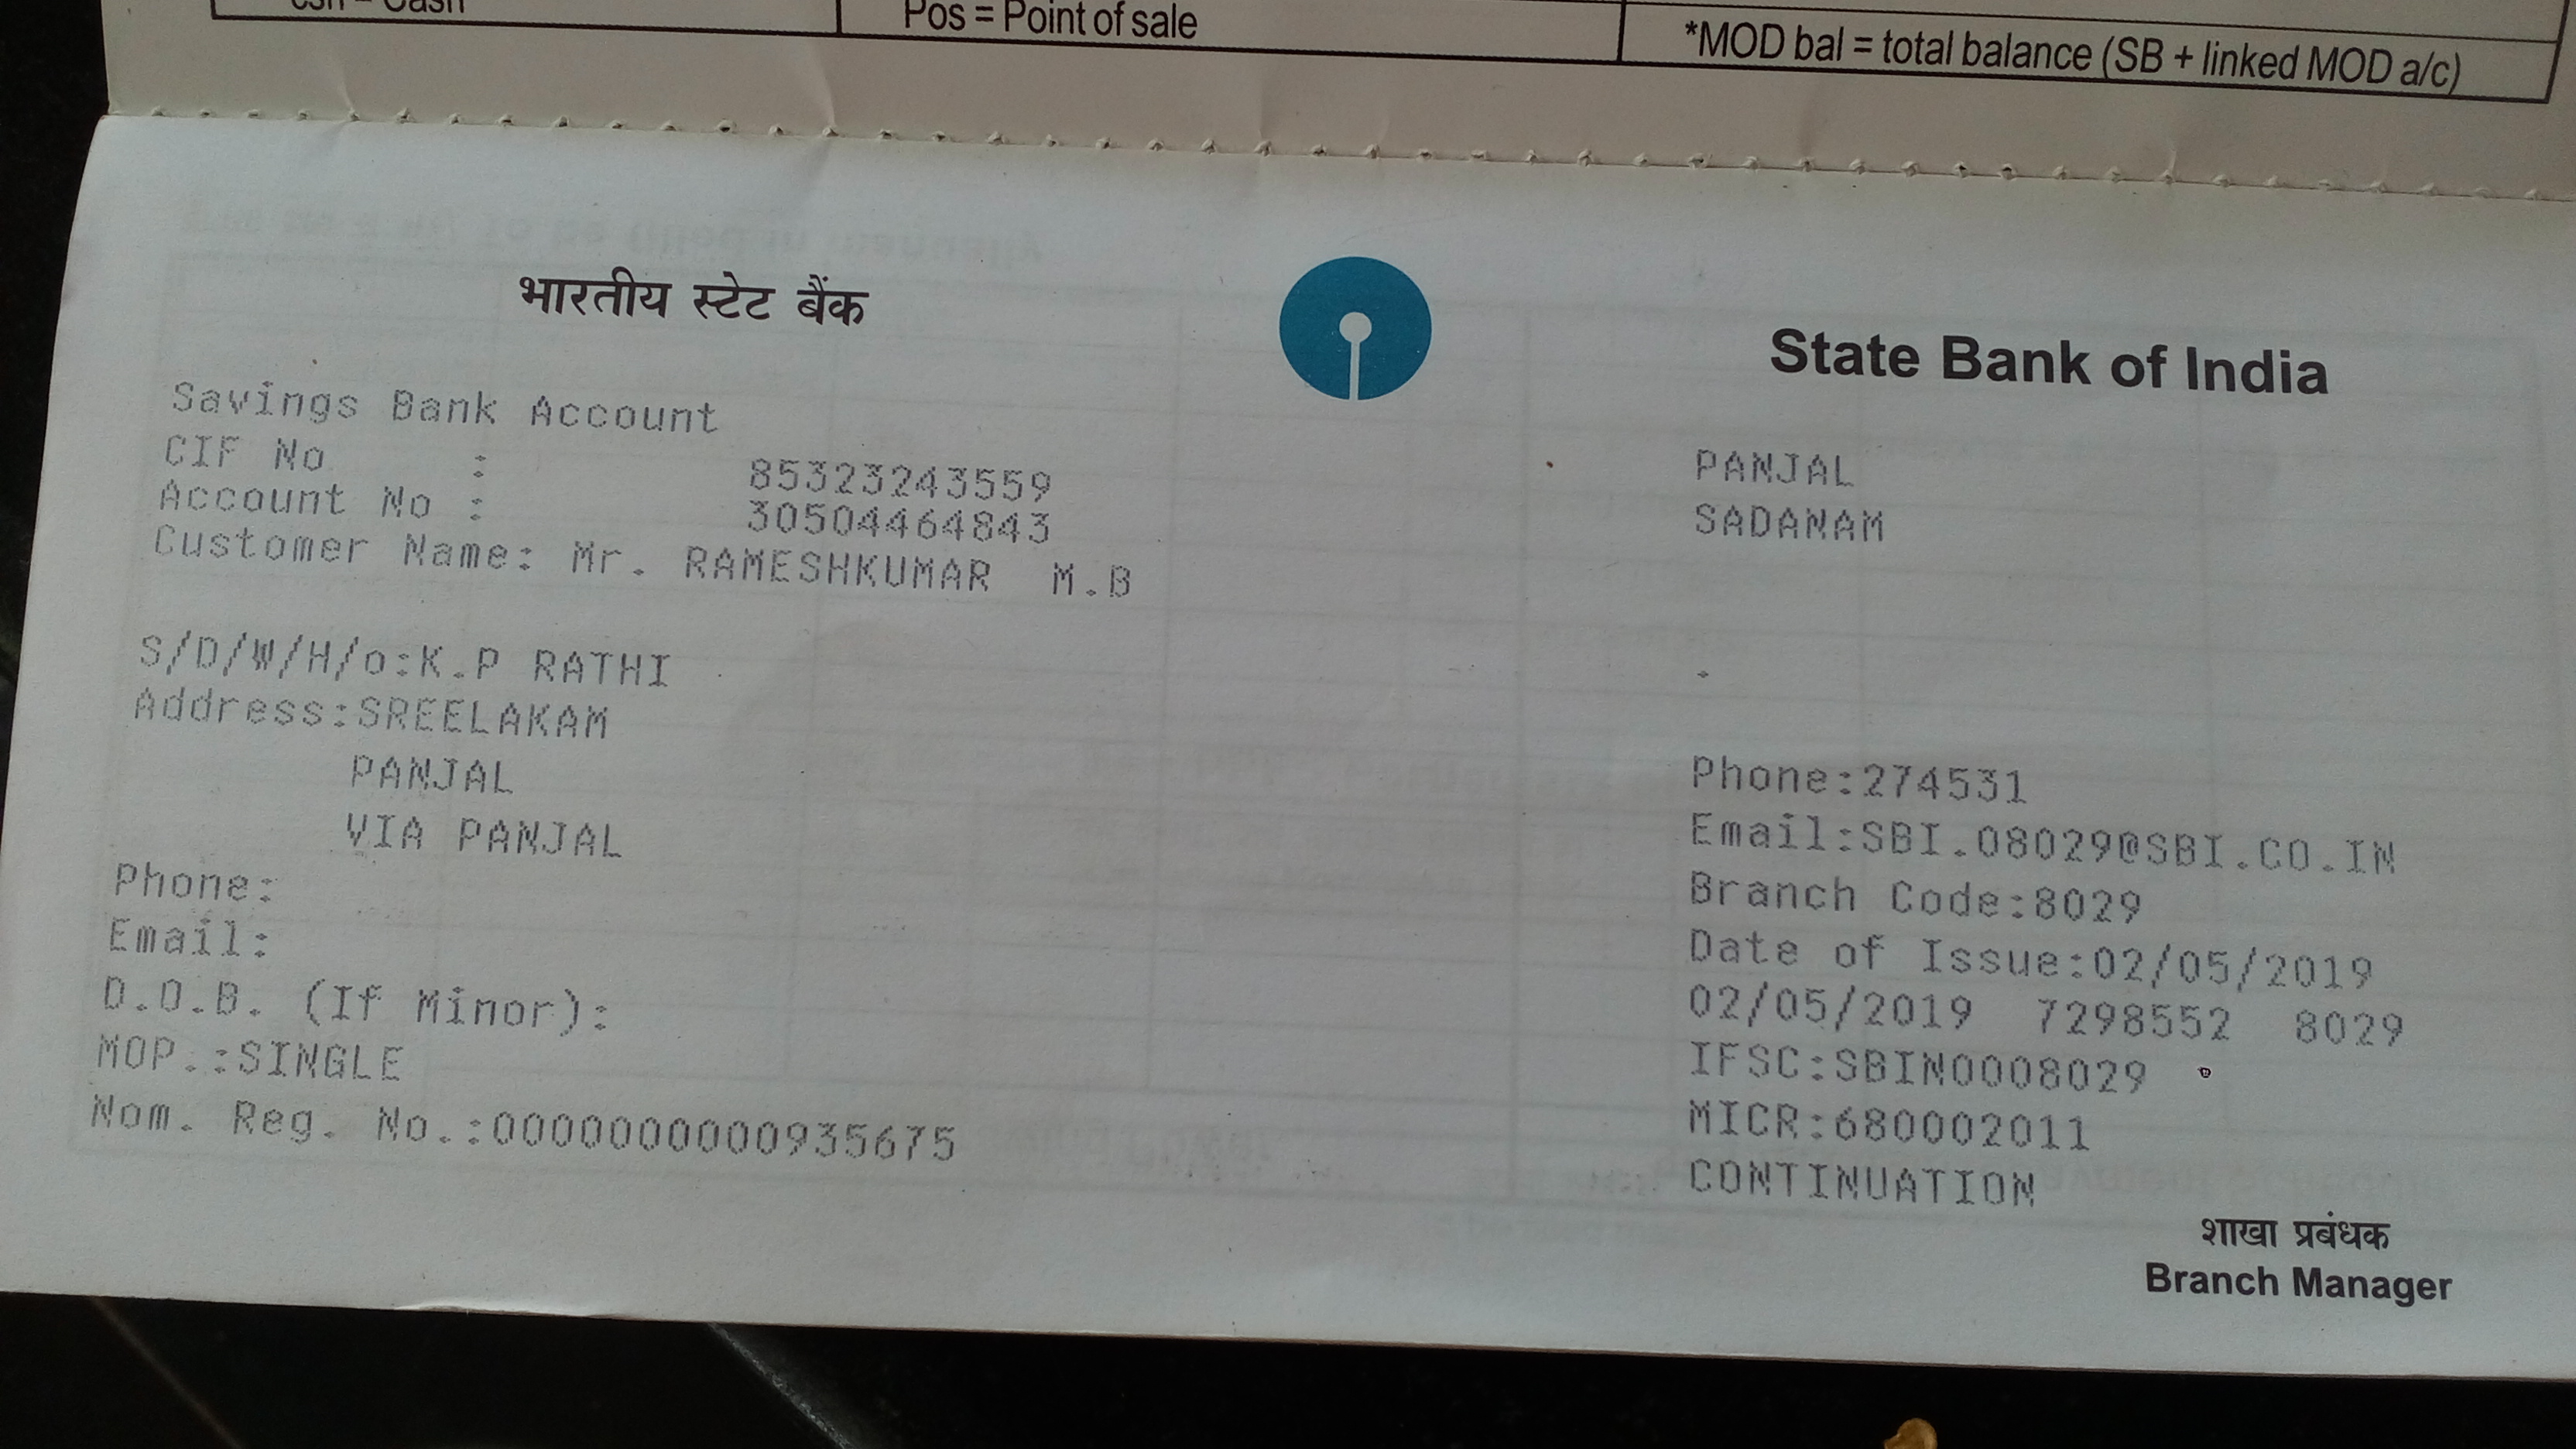 csh = Cash
Pos = Point of sale
*MOD bal = total balance (SB + linked MOD a/c)
भारतीय स्टेट बैंक
State Bank of India
Savings Bank Account
CIF No : 85323243559
Account No : 30504464843
Customer Name: Mr. RAMESHKUMAR M.B
S/D/W/H/o:K.P RATHI
Address:SREELAKAM
PANJAL
VIA PANJAL
Phone:
Email:
D.O.B. (If Minor):
MOP.:SINGLE
Nom. Reg. No.:0000000000935675
PANJAL
SADANAM
Phone:274531
Email:SBI.08029@SBI.CO.IN
Branch Code:8029
Date of Issue:02/05/2019
02/05/2019 7298552 8029
IFSC:SBIN0008029
MICR:680002011
CONTINUATION
शाखा प्रबंधक
Branch Manager